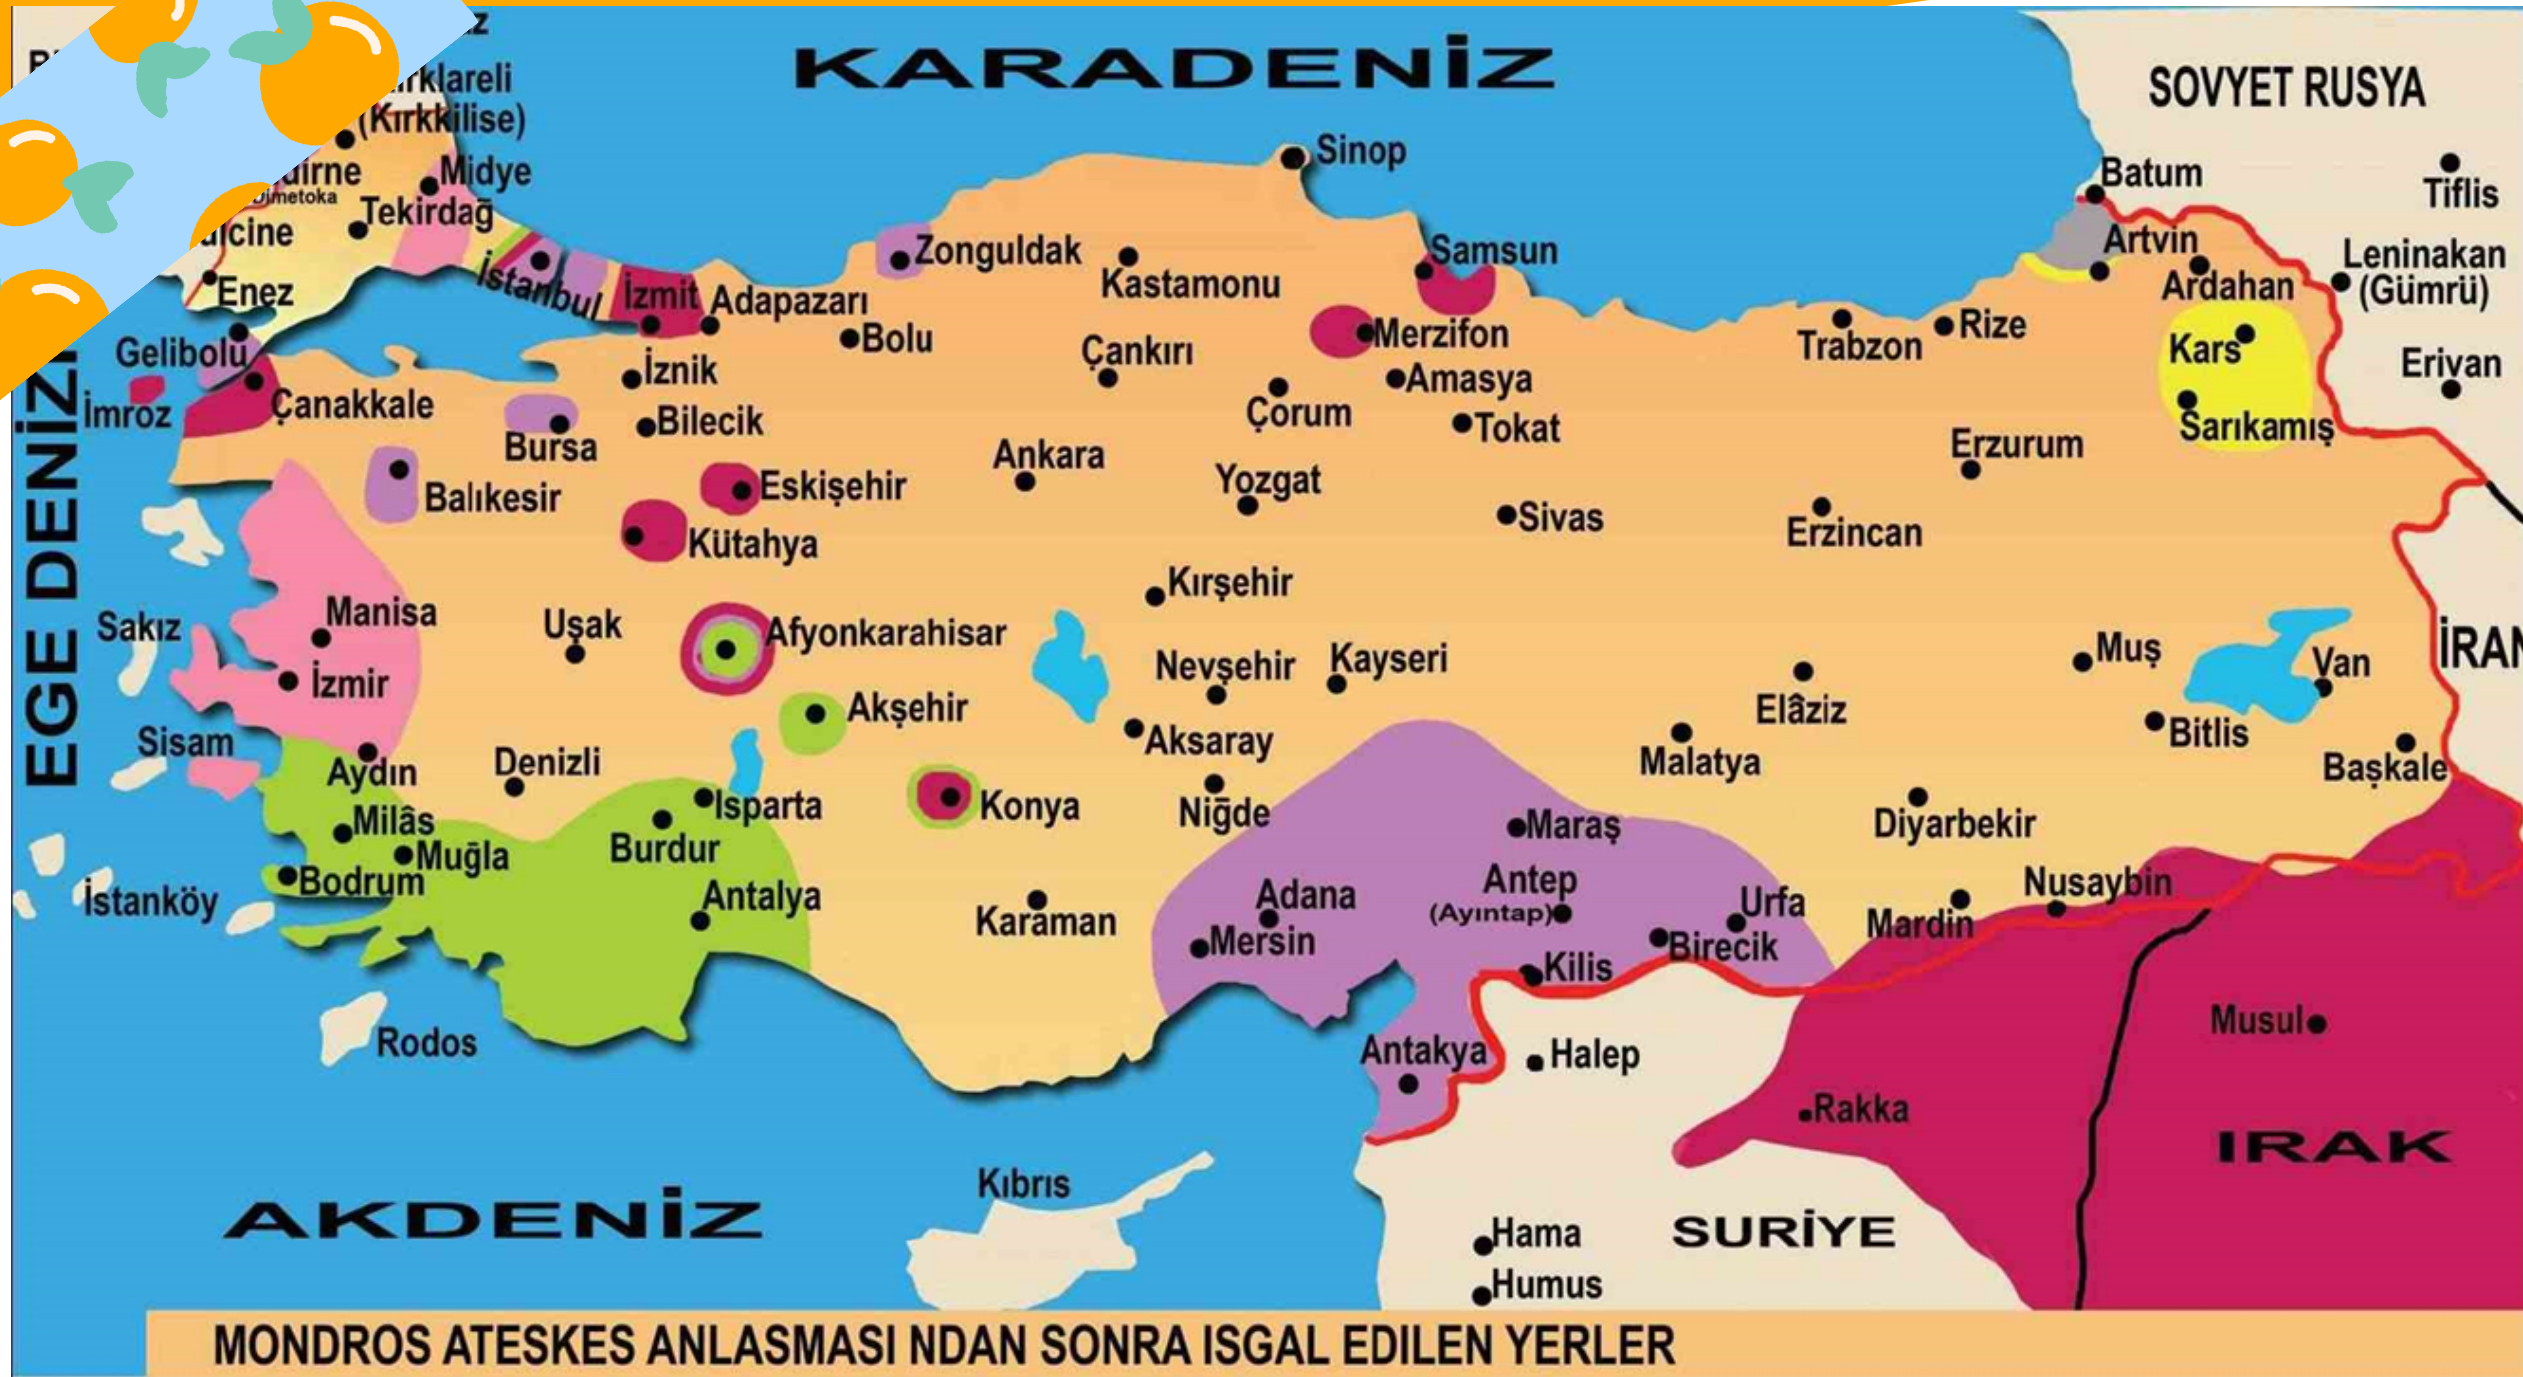 KARADENİZ
SOVYET RUSYA
(Kırkkilise)
Sinop
Midye
Batum
Tiflis
Dimetoka
Tekirdağ
Zonguldak
Samsun
Artvin
Leninakan
(Gümrü)
Kastamonu
Ardahan
Enez
İstanbul
İzmit
Adapazarı
Bolu
Merzifon
Trabzon
Rize
Kars
Erivan
Gelibolu
İznik
Çankırı
Amasya
İmroz
Çanakkale
Bilecik
Çorum
Tokat
Sarıkamış
Bursa
Ankara
Erzurum
EGE DENİZİ
Balıkesir
Eskişehir
Yozgat
Sivas
Erzincan
Kütahya
Kırşehir
Manisa
Sakız
Uşak
Afyonkarahisar
Nevşehir
Kayseri
Muş
Van
İRAN
İzmir
Akşehir
Elâziz
Sisam
Aksaray
Bitlis
Aydın
Denizli
Malatya
Başkale
Isparta
Konya
Niğde
Milâs
Muğla
Burdur
Maraş
Diyarbekir
Bodrum
İstanköy
Antalya
Karaman
Adana
Antep
(Ayıntap)
Urfa
Nusaybin
Mardin
Mersin
Birecik
Kilis
Rodos
Antakya
Halep
Musul
Rakka
IRAK
Kıbrıs
AKDENİZ
SURİYE
Hama
Humus
MONDROS ATESKES ANLASMASI NDAN SONRA ISGAL EDILEN YERLER